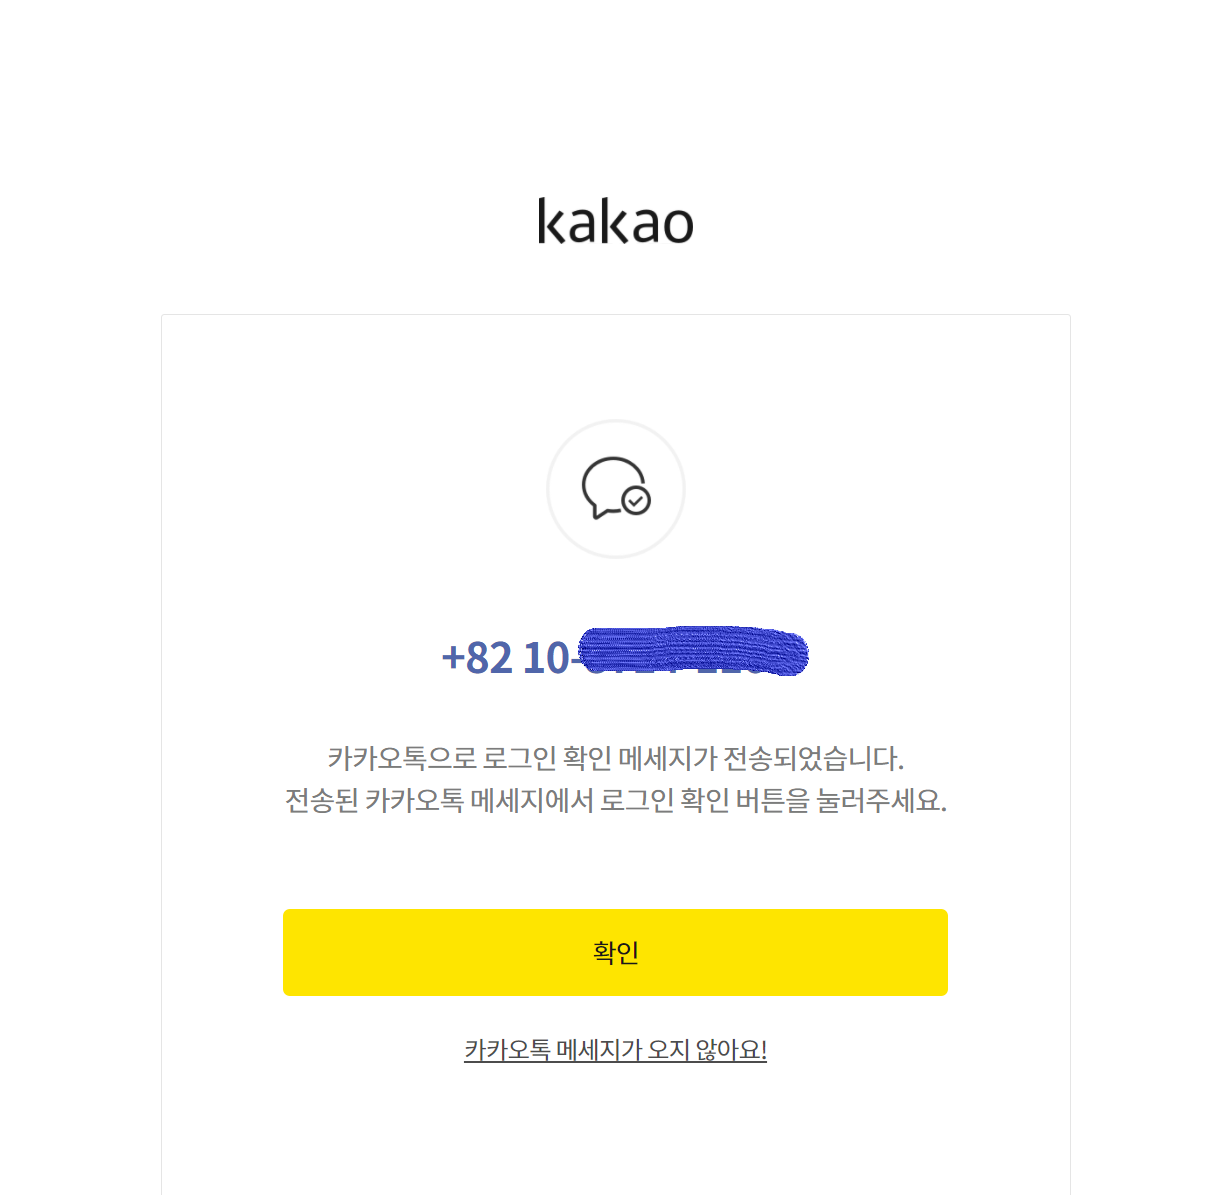 kakao
+82 10-
카카오톡으로 로그인 확인 메세지가 전송되었습니다.
전송된 카카오톡 메세지에서 로그인 확인 버튼을 눌러주세요.
확인
카카오톡 메세지가 오지 않아요!